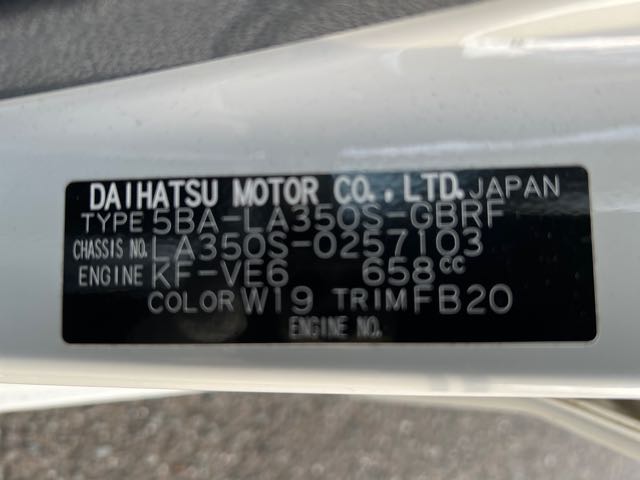 DAIHATSU MOTOR CO., LTD. JAPAN
TYPE 5BA-LA350S-GBRF
CHASSIS NO. LA350S-0257103
ENGINE KF-VE6 658cc
COLOR W19 TRIM FB20
ENGINE NO.